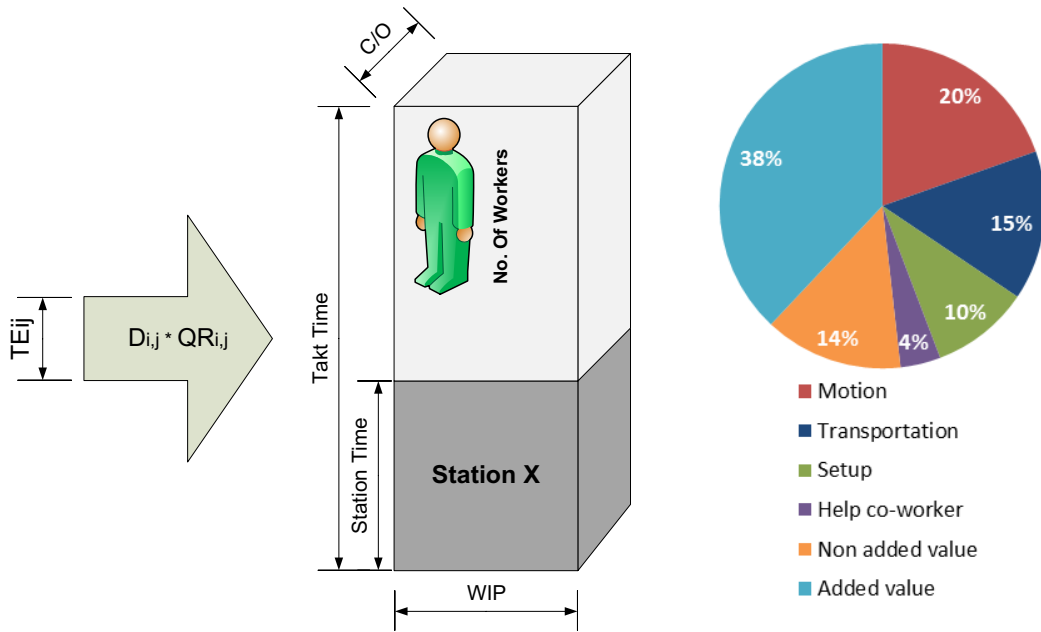 C/O
No. Of Workers
Takt Time
TEij
Di,j * QRi,j
Station Time
Station X
WIP
20%
38%
15%
10%
14%
4%
Motion
Transportation
Setup
Help co-worker
Non added value
Added value